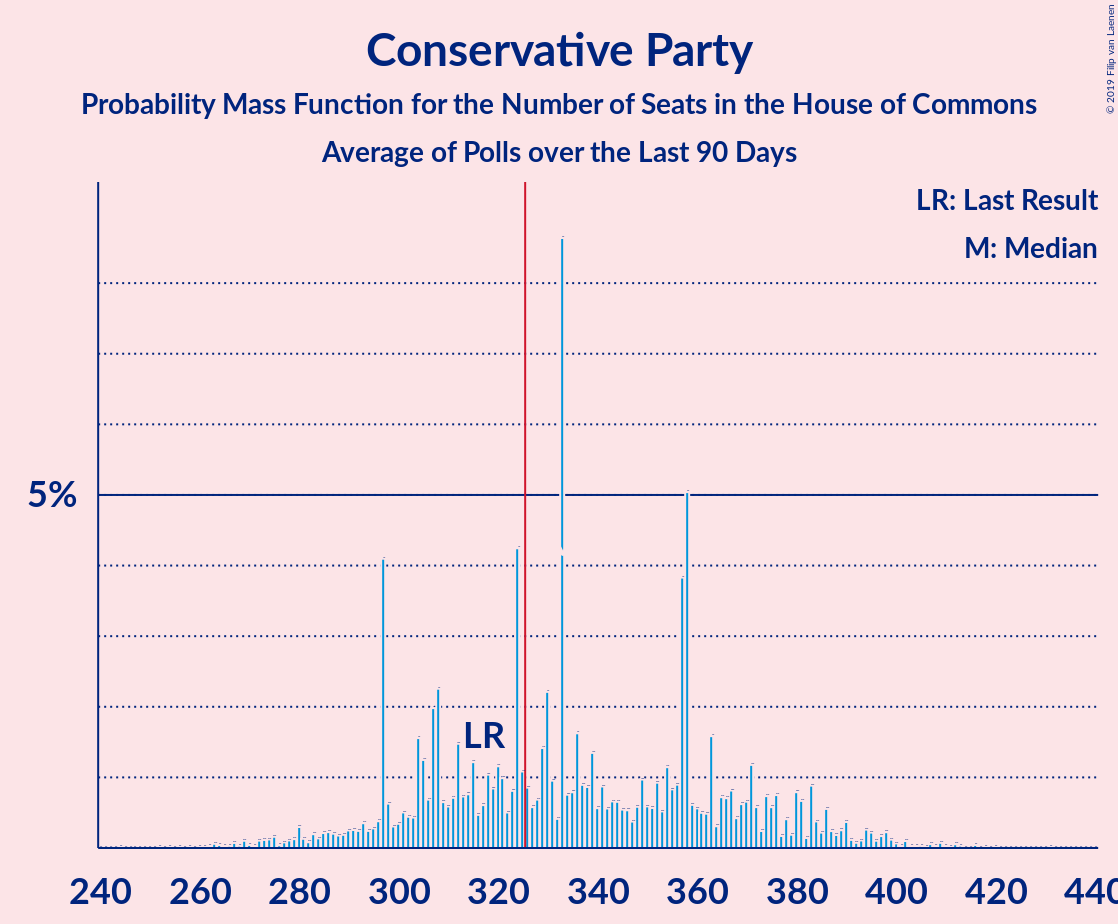 Conservative Party
Probability Mass Function for the Number of Seats in the House of Commons
Average of Polls over the Last 90 Days
© 2019 Filip van Laenen
LR: Last Result
M: Median
5%
LR
240 260 280 300 320 340 360 380 400 420 440